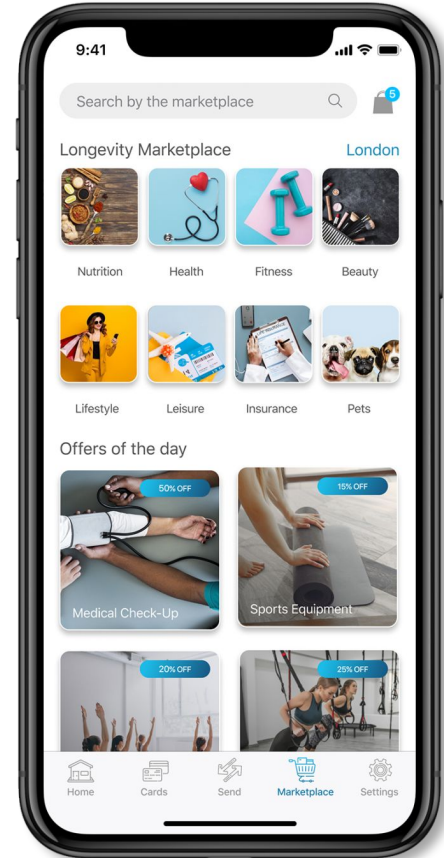 9:41
Search by the marketplace
5
Longevity Marketplace London
Nutrition Health Fitness Beauty
Lifestyle Leisure Insurance Pets
Offers of the day
50% OFF 15% OFF
Medical Check-Up Sports Equipment
20% OFF 25% OFF
Home Cards Send Marketplace Settings